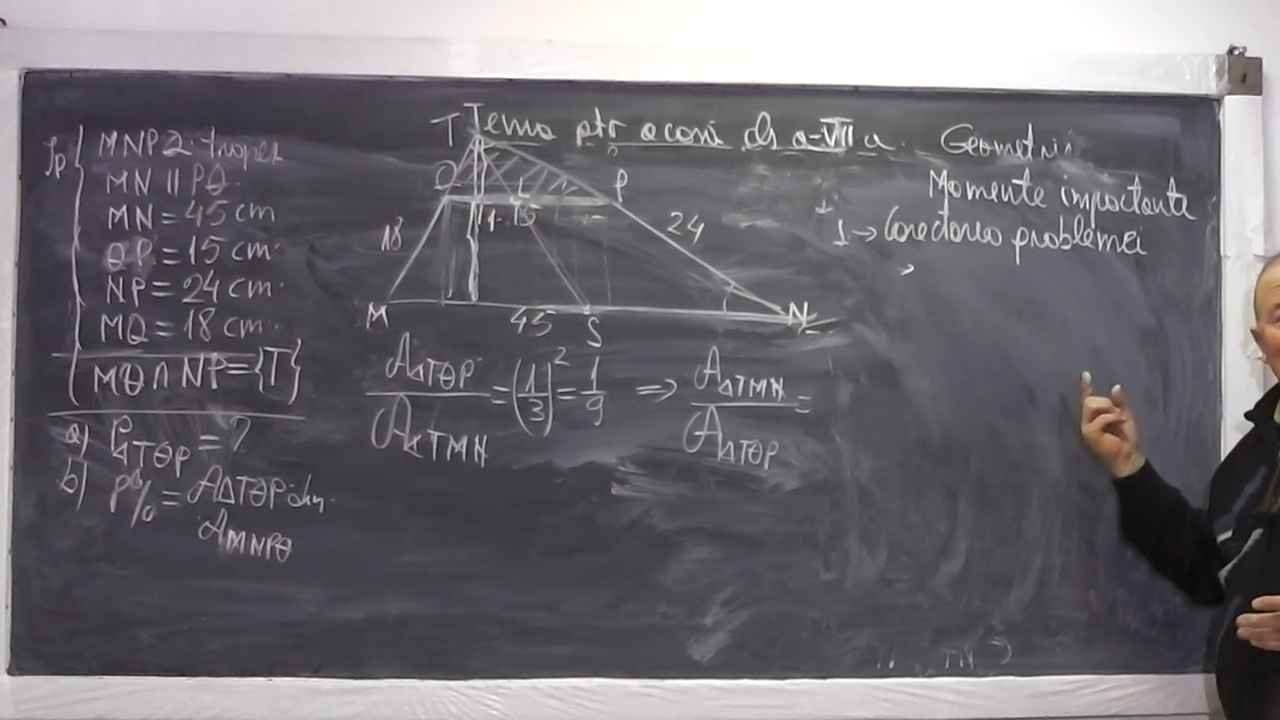 Tema ptr acasă cls a-VII a. Geometrie
Momente importante
1 → Corectarea problemei
Ip
MNPQ trapez
MN || PQ
MN = 45 cm
QP = 15 cm
NP = 24 cm
MQ = 18 cm
MQ ∩ NP = {T}
a) P△TQP = ?
b) p% = A△TQP din
AMNPQ
T
Q
P
18
24
M
45
S
N
A△TQP / A△TMN = (1/3)² = 1/9 ⇒ A△TMN / A△TQP =